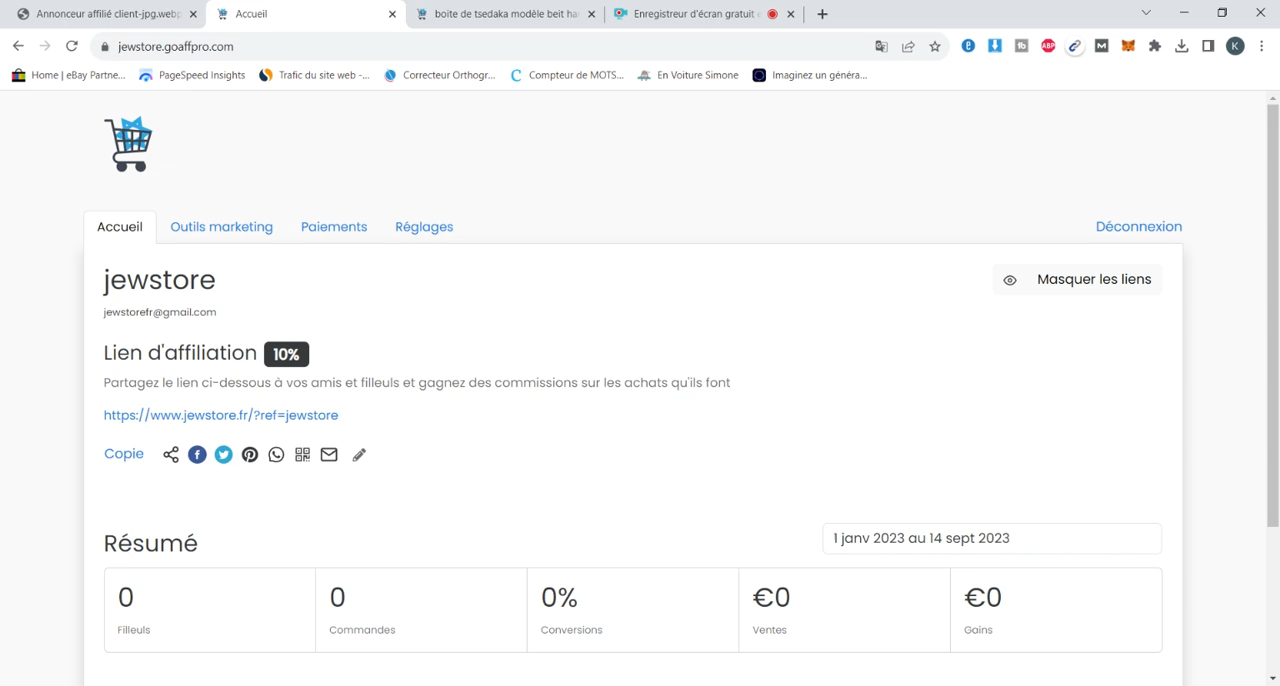 Annonceur affilié client-jpg.webp
Accueil
boite de tsedaka modèle beit ha
Enregistreur d'écran gratuit e
jewstore.goaffpro.com
ABP
K
Home | eBay Partne...
PageSpeed Insights
Trafic du site web -...
Correcteur Orthogr...
Compteur de MOTS...
En Voiture Simone
Imaginez un généra...
Accueil
Outils marketing
Paiements
Réglages
Déconnexion
jewstore
Masquer les liens
jewstorefr@gmail.com
Lien d'affiliation 10%
Partagez le lien ci-dessous à vos amis et filleuls et gagnez des commissions sur les achats qu'ils font
https://www.jewstore.fr/?ref=jewstore
Copie
Résumé
1 janv 2023 au 14 sept 2023
0
0
0%
€0
€0
Filleuls
Commandes
Conversions
Ventes
Gains